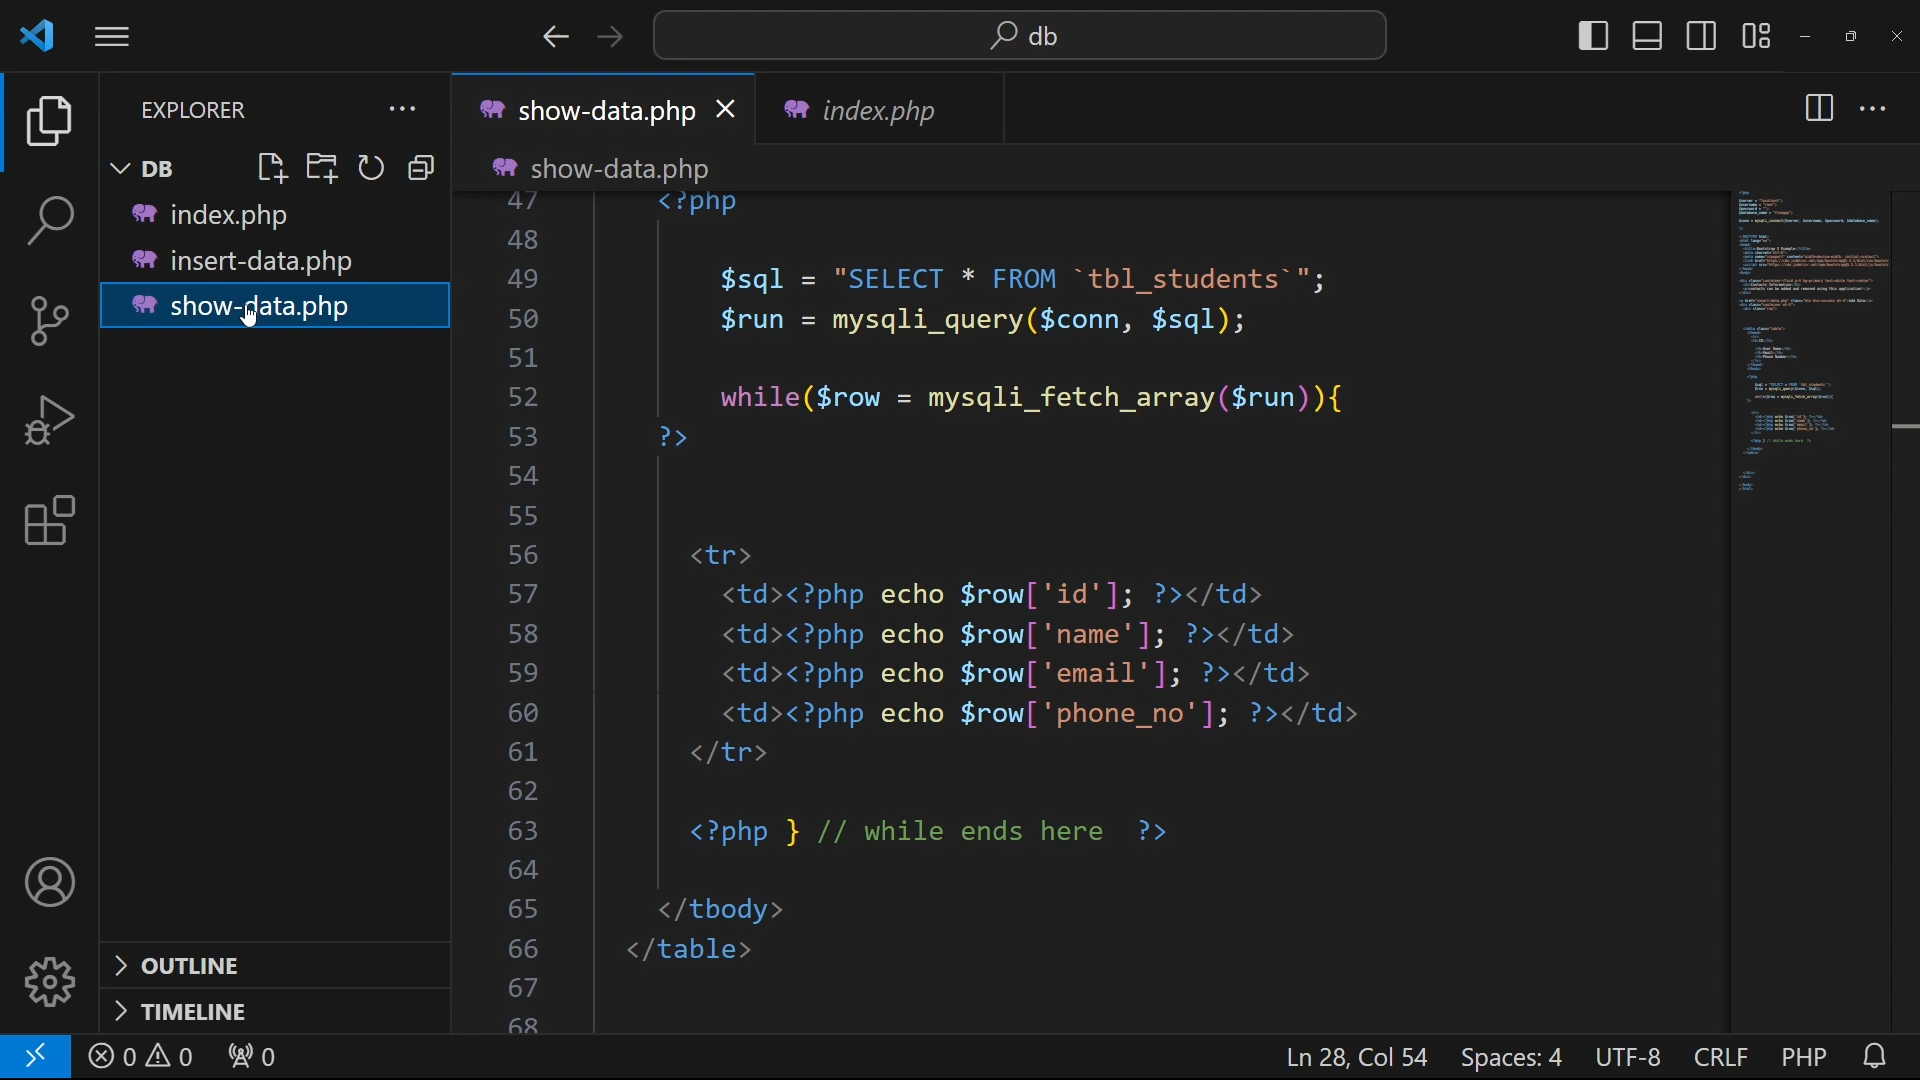 db
EXPLORER
show-data.php
index.php
DB
show-data.php
index.php
insert-data.php
show-data.php
47 <?php
48
49 $sql = "SELECT * FROM `tbl_students`";
50 $run = mysqli_query($conn, $sql);
51
52 while($row = mysqli_fetch_array($run)){
53 ?>
54
55
56 <tr>
57 <td><?php echo $row['id']; ?></td>
58 <td><?php echo $row['name']; ?></td>
59 <td><?php echo $row['email']; ?></td>
60 <td><?php echo $row['phone_no']; ?></td>
61 </tr>
62
63 <?php } // while ends here ?>
64
65 </tbody>
66 </table>
67
68
OUTLINE
TIMELINE
0 0 0 Ln 28, Col 54 Spaces: 4 UTF-8 CRLF PHP